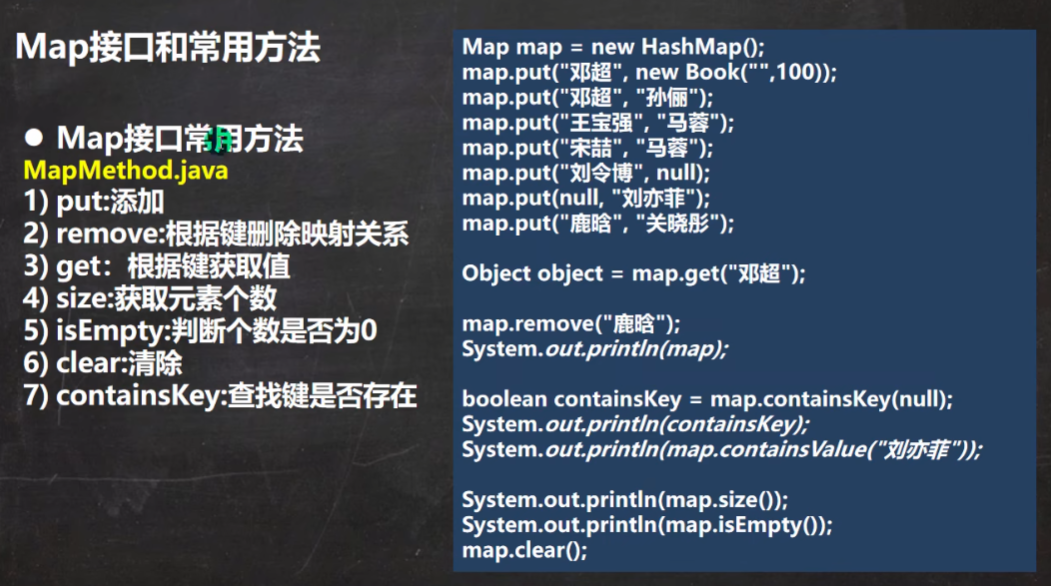 Map接口和常用方法
● Map接口常用方法
MapMethod.java
1) put:添加
2) remove:根据键删除映射关系
3) get：根据键获取值
4) size:获取元素个数
5) isEmpty:判断个数是否为0
6) clear:清除
7) containsKey:查找键是否存在
Map map = new HashMap();
map.put("邓超", new Book("",100));
map.put("邓超", "孙俪");
map.put("王宝强", "马蓉");
map.put("宋喆", "马蓉");
map.put("刘令博", null);
map.put(null, "刘亦菲");
map.put("鹿晗", "关晓彤");
Object object = map.get("邓超");
map.remove("鹿晗");
System.out.println(map);
boolean containsKey = map.containsKey(null);
System.out.println(containsKey);
System.out.println(map.containsValue("刘亦菲"));
System.out.println(map.size());
System.out.println(map.isEmpty());
map.clear();